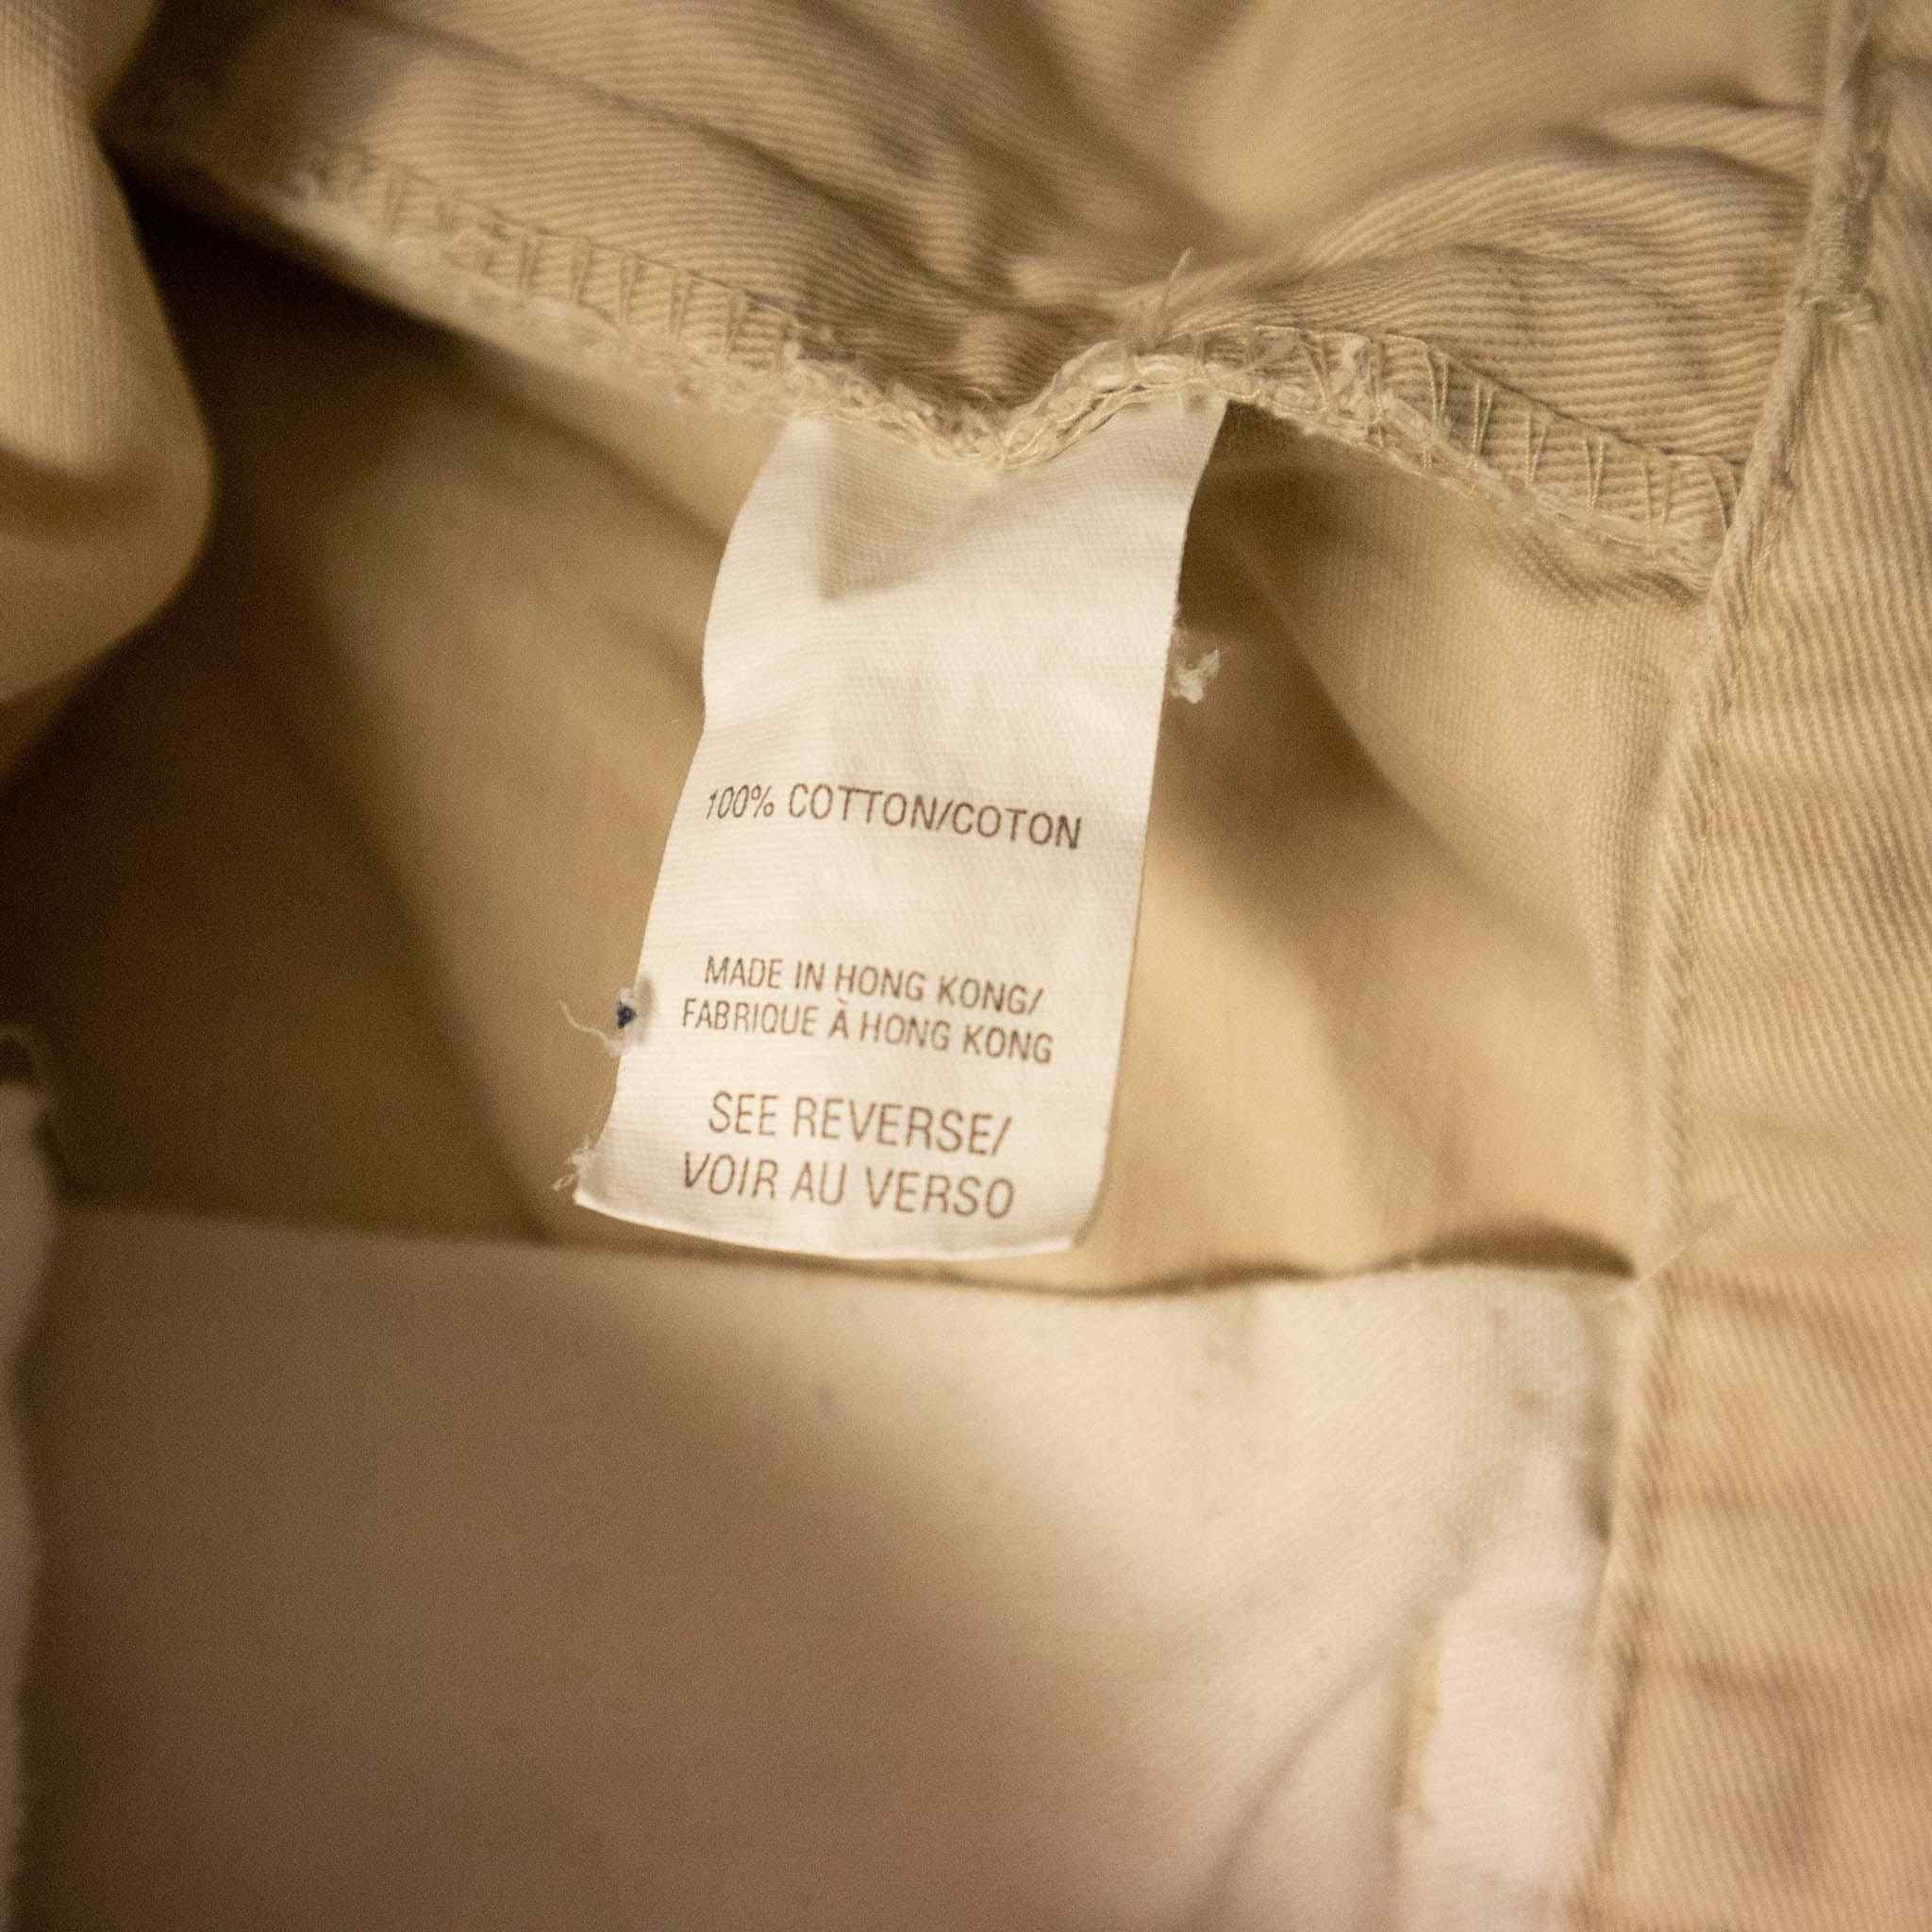 100% COTTON/COTON
MADE IN HONG KONG/
FABRIQUE À HONG KONG
SEE REVERSE/
VOIR AU VERSO